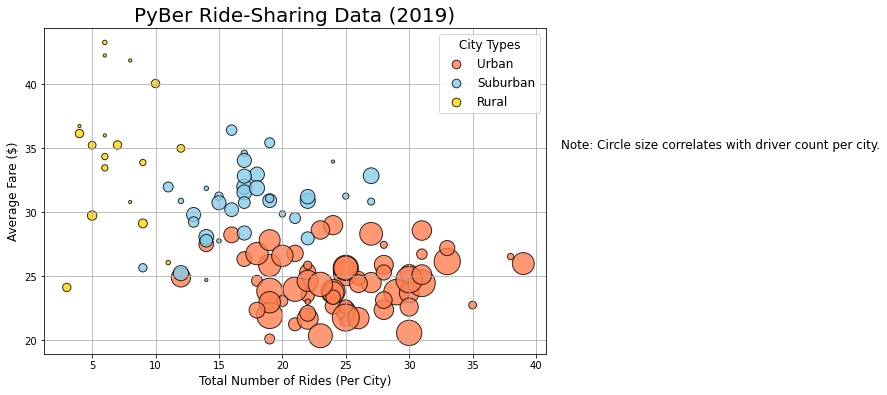 PyBer Ride-Sharing Data (2019)
City Types
Urban
Suburban
Rural
Note: Circle size correlates with driver count per city.
Average Fare ($)
40
35
30
25
20
5 10 15 20 25 30 35 40
Total Number of Rides (Per City)